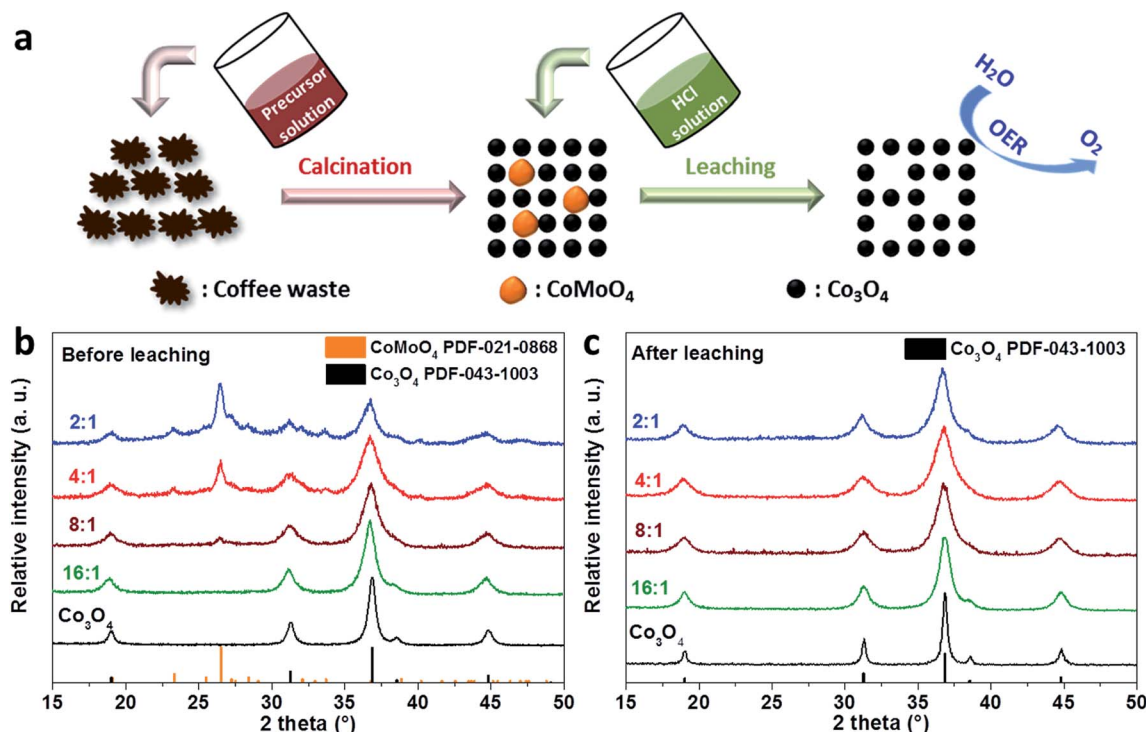 a
Precursor
solution
HCl
solution
H₂O
OER
O₂
Calcination
Leaching
: Coffee waste
: CoMoO₄
: Co₃O₄
b
Before leaching
CoMoO₄ PDF-021-0868
Co₃O₄ PDF-043-1003
2:1
4:1
8:1
16:1
Co₃O₄
Relative intensity (a. u.)
15 20 25 30 35 40 45 50
2 theta (°)
c
After leaching
Co₃O₄ PDF-043-1003
2:1
4:1
8:1
16:1
Co₃O₄
Relative intensity (a. u.)
15 20 25 30 35 40 45 50
2 theta (°)